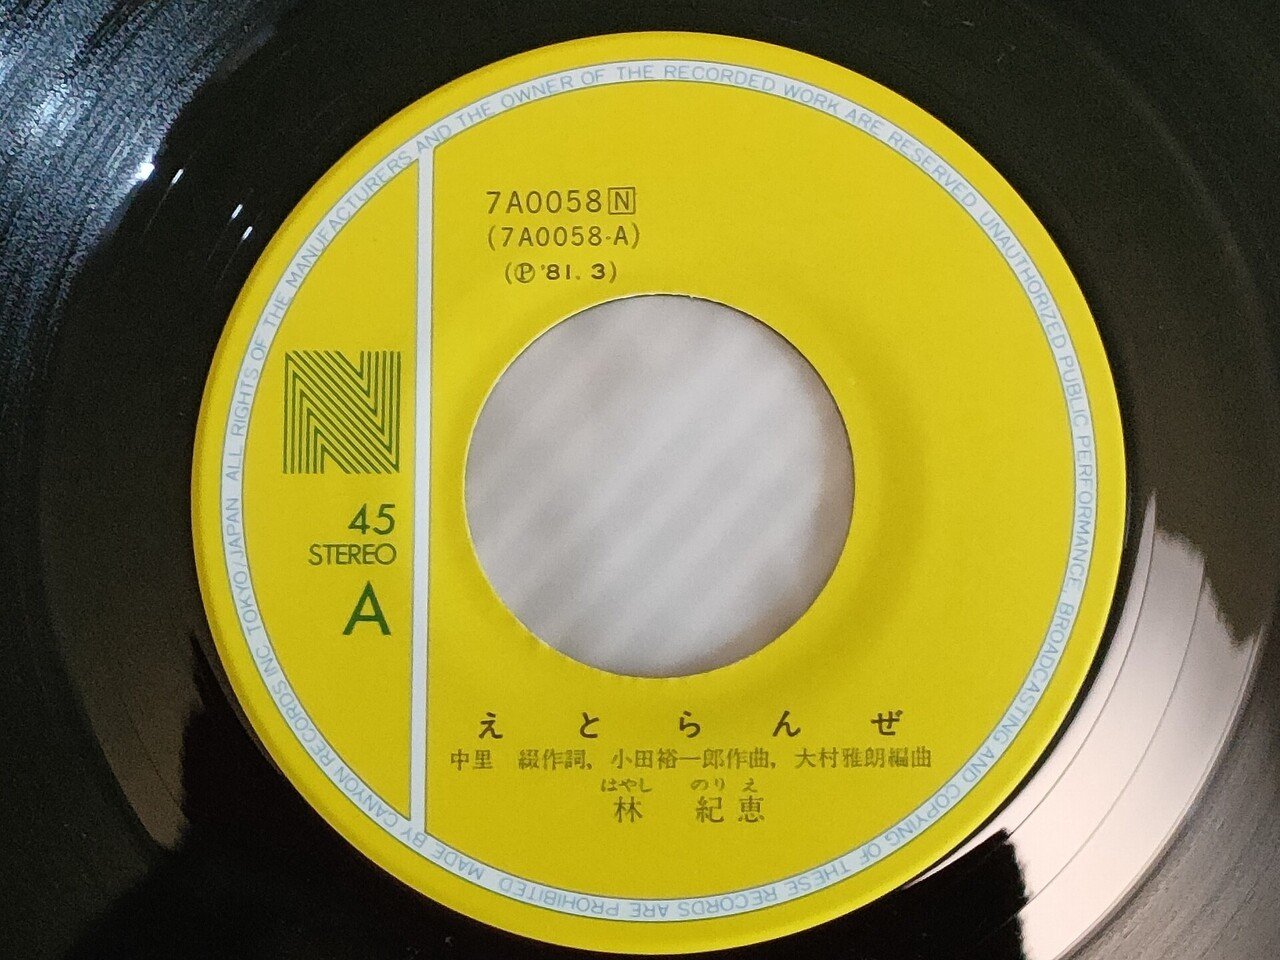 7A0058 N
(7A0058-A)
(Ⓟ'81. 3)
N
45
STEREO
A
えとらんぜ
中里 綴作詞, 小田裕一郎作曲, 大村雅朗編曲
はやし のりえ
林 紀恵
ALL RIGHTS OF THE MANUFACTURERS AND THE OWNER OF THE RECORDED WORK ARE RESERVED UNAUTHORIZED PUBLIC PERFORMANCE, BROADCASTING AND COPYING OF THESE RECORDS ARE PROHIBITED MADE BY CANYON RECORDS INC. TOKYO/JAPAN